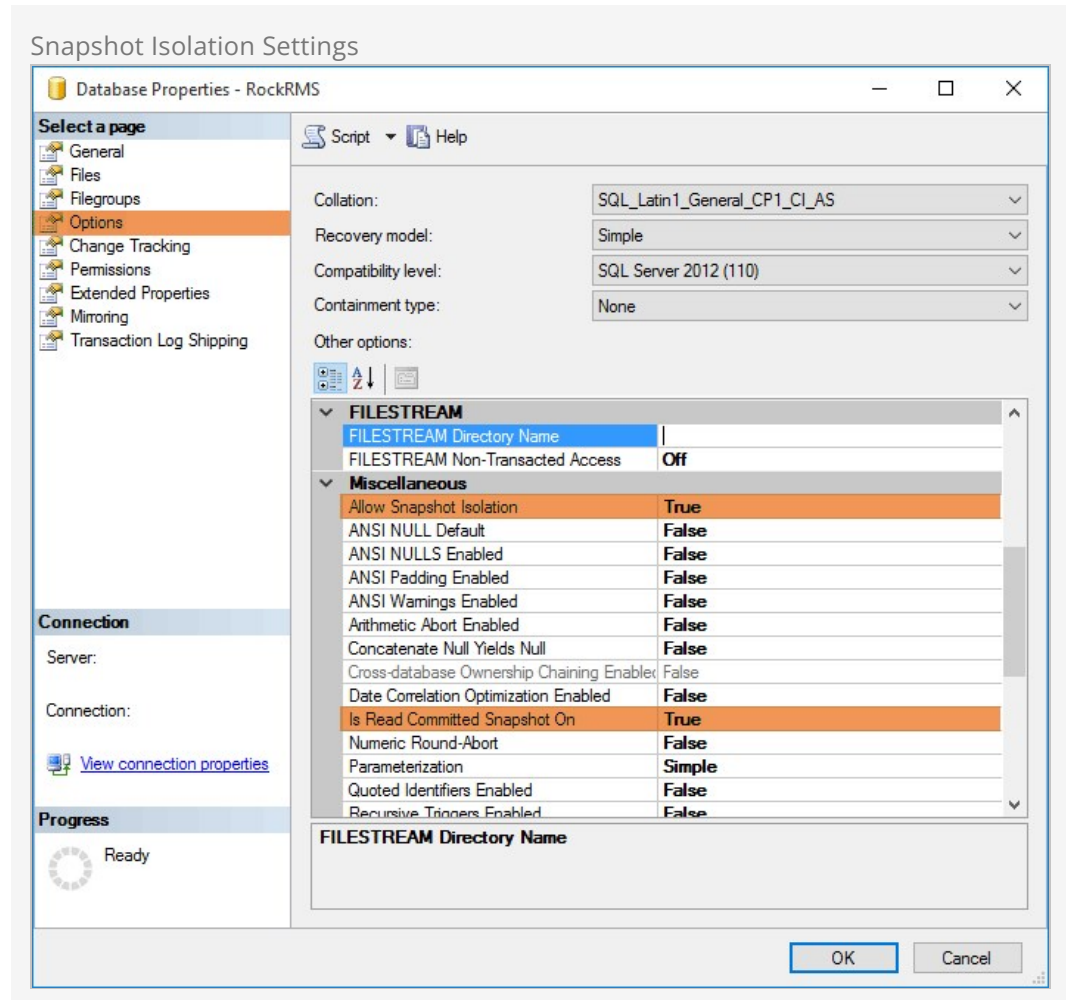 Snapshot Isolation Settings
Database Properties - RockRMS
Select a page
General
Files
Filegroups
Options
Change Tracking
Permissions
Extended Properties
Mirroring
Transaction Log Shipping
Connection
Server:
Connection:
View connection properties
Progress
Ready
Script Help
Collation: SQL_Latin1_General_CP1_CI_AS
Recovery model: Simple
Compatibility level: SQL Server 2012 (110)
Containment type: None
Other options:
FILESTREAM
FILESTREAM Directory Name
FILESTREAM Non-Transacted Access Off
Miscellaneous
Allow Snapshot Isolation True
ANSI NULL Default False
ANSI NULLS Enabled False
ANSI Padding Enabled False
ANSI Warnings Enabled False
Arithmetic Abort Enabled False
Concatenate Null Yields Null False
Cross-database Ownership Chaining Enabled False
Date Correlation Optimization Enabled False
Is Read Committed Snapshot On True
Numeric Round-Abort False
Parameterization Simple
Quoted Identifiers Enabled False
Recursive Triggers Enabled False
FILESTREAM Directory Name
OK Cancel